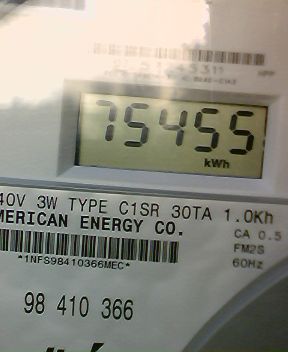 75455
kWh
40V 3W TYPE C1SR 30TA 1.0Kh
MERICAN ENERGY CO.
CA 0.5
FM2S
60Hz
*1NFS98410366MEC*
98 410 366